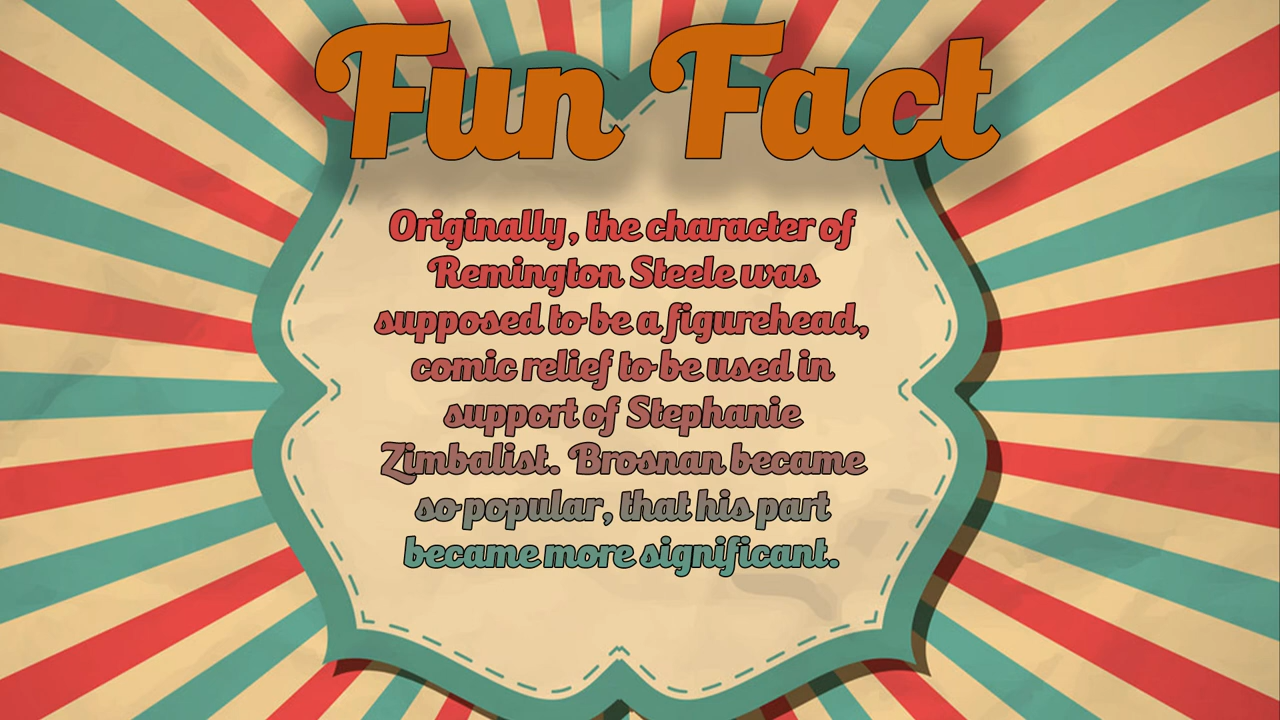 Fun Fact
Originally, the character of
Remington Steele was
supposed to be a figurehead,
comic relief to be used in
support of Stephanie
Zimbalist. Brosnan became
so popular, that his part
became more significant.